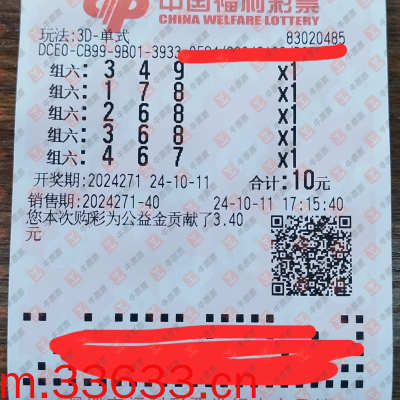 中国福利彩票
CHINA WELFARE LOTTERY
玩法:3D-单式 83020485
DCE0-CB99-9B01-3933
组六: 3 4 9 x1
组六: 1 7 8 x1
组六: 2 6 8 x1
组六: 3 6 8 x1
组六: 4 6 7 x1
开奖期:2024271 24-10-11 合计:10元
销售期:2024271-40 24-10-11 17:15:40
您本次购彩为公益金贡献了3.40
元
m.33633.cn